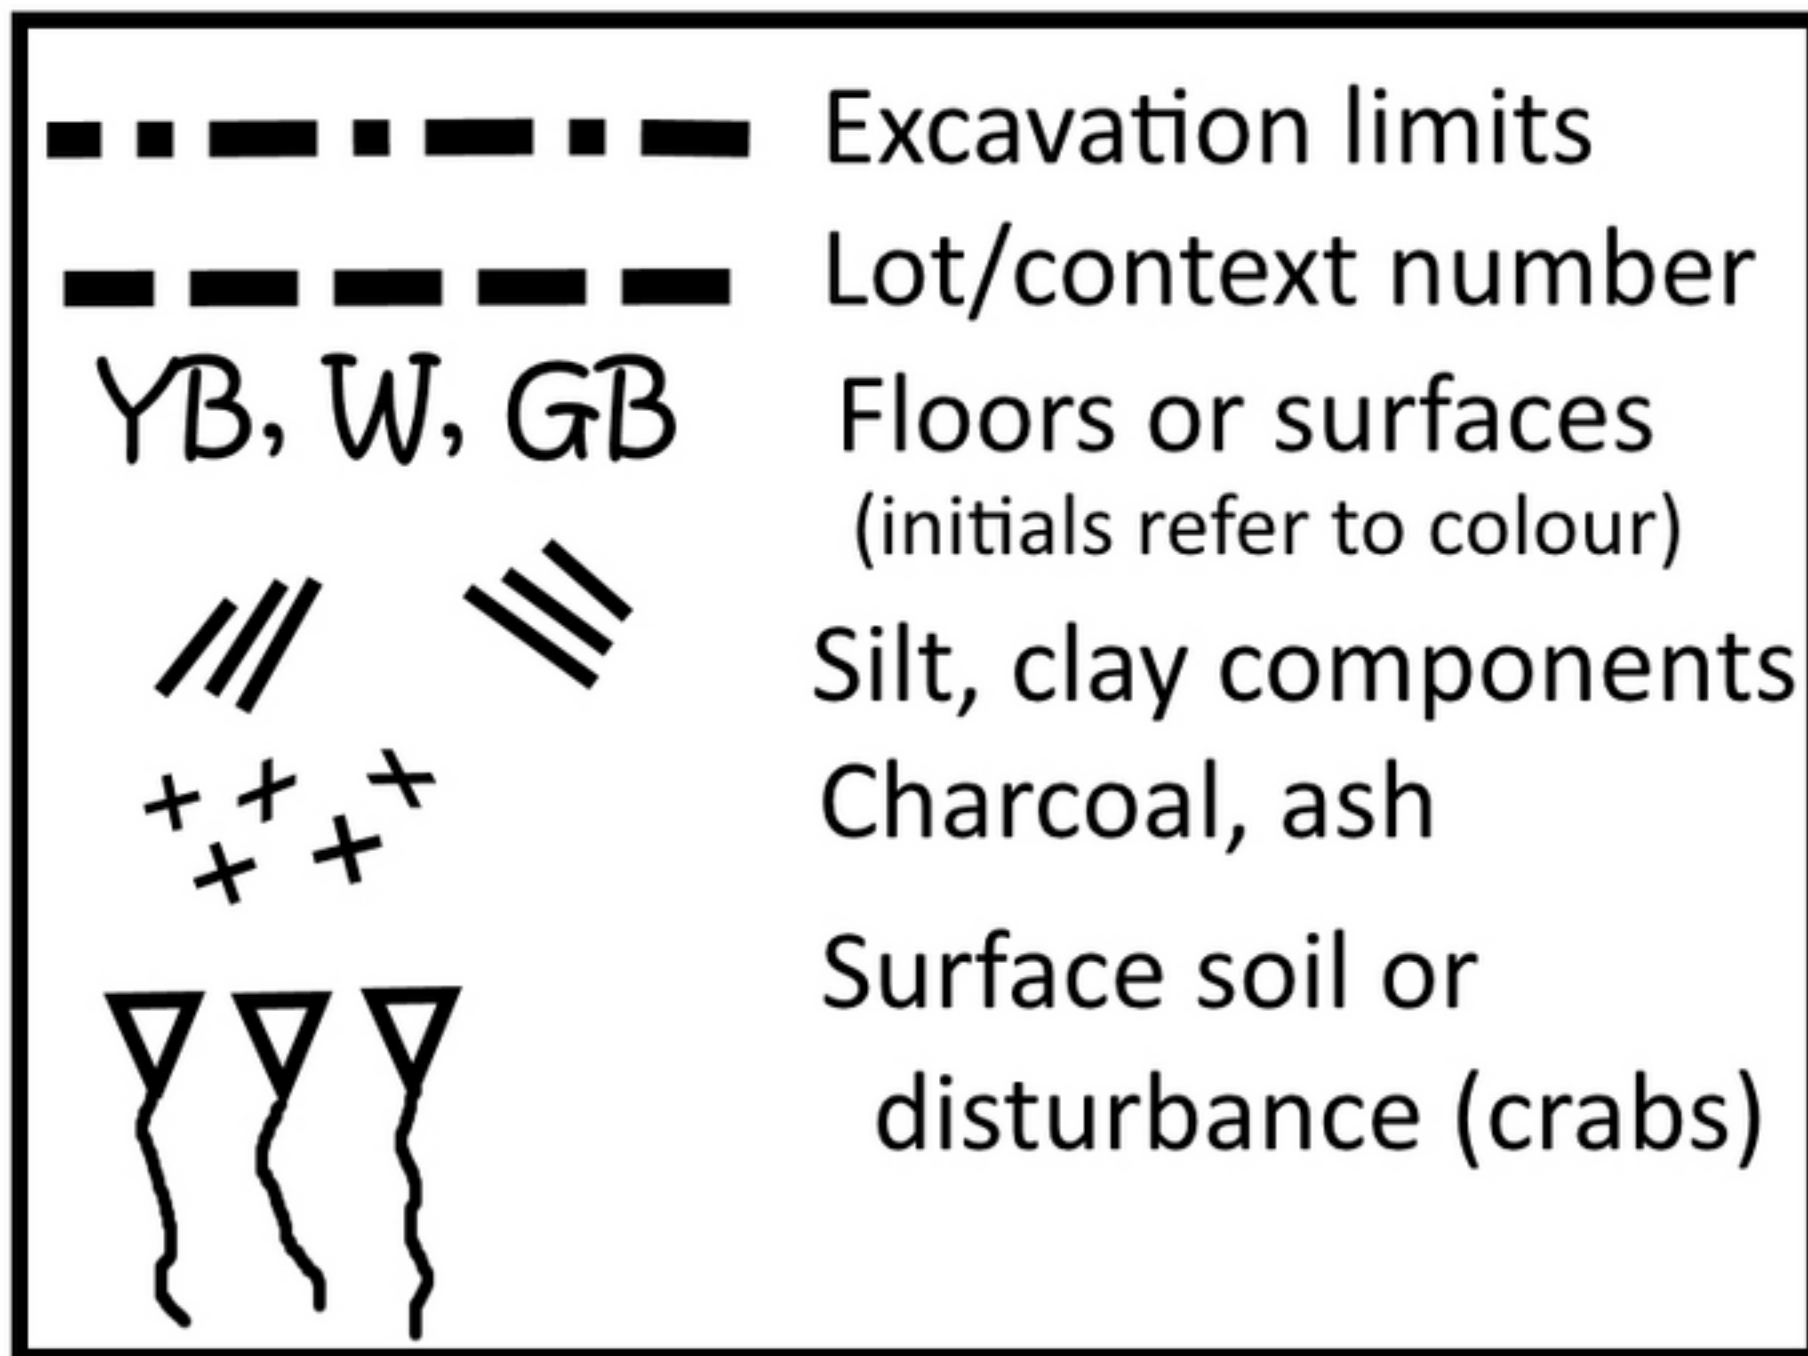 Excavation limits
Lot/context number
YB, W, GB Floors or surfaces
(initials refer to colour)
Silt, clay components
Charcoal, ash
Surface soil or
disturbance (crabs)